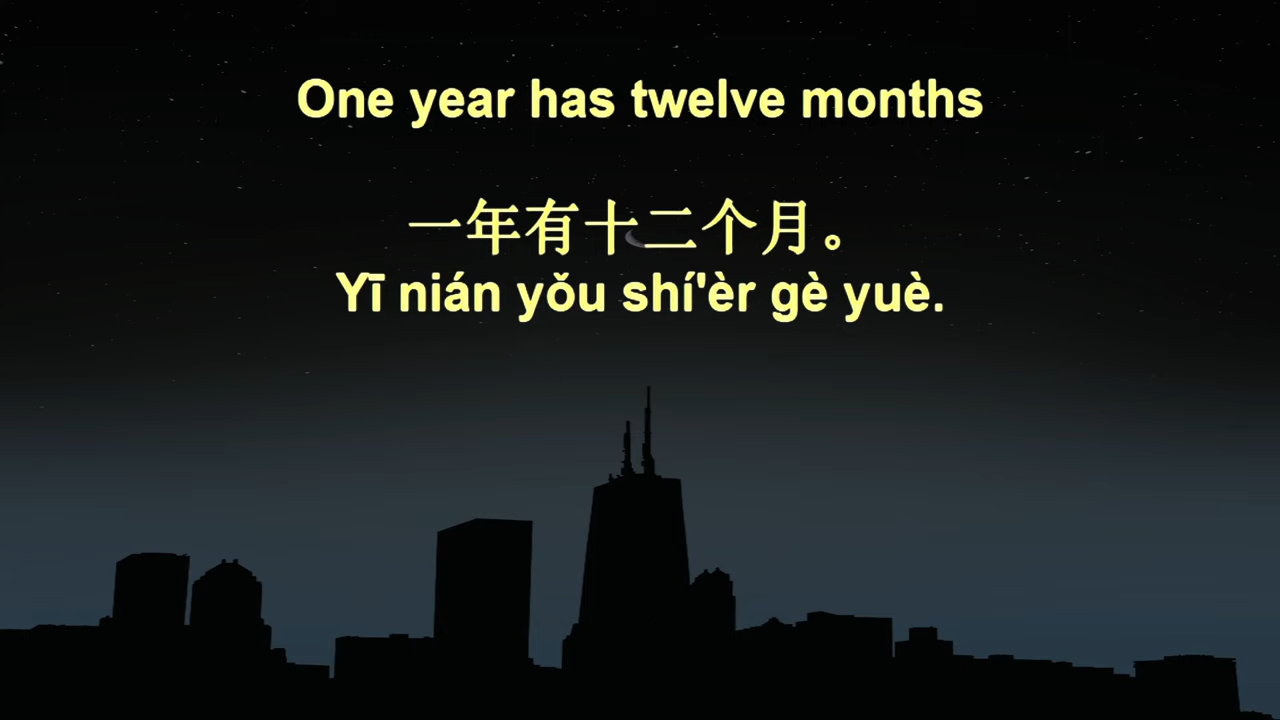 One year has twelve months
一年有十二个月。
Yī nián yǒu shí'èr gè yuè.